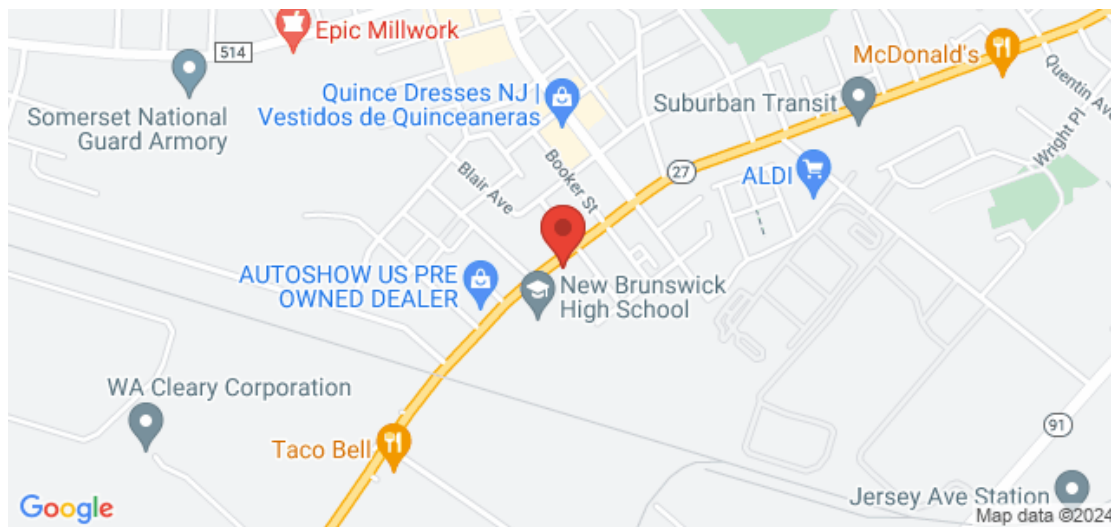 Epic Millwork
514
McDonald's
Somerset National
Guard Armory
Quince Dresses NJ |
Vestidos de Quinceaneras
Suburban Transit
Quentin Ave
Wright Pl
Booker St
Blair Ave
27
ALDI
AUTOSHOW US PRE
OWNED DEALER
New Brunswick
High School
WA Cleary Corporation
91
Taco Bell
Jersey Ave Station
Google
Map data ©2024